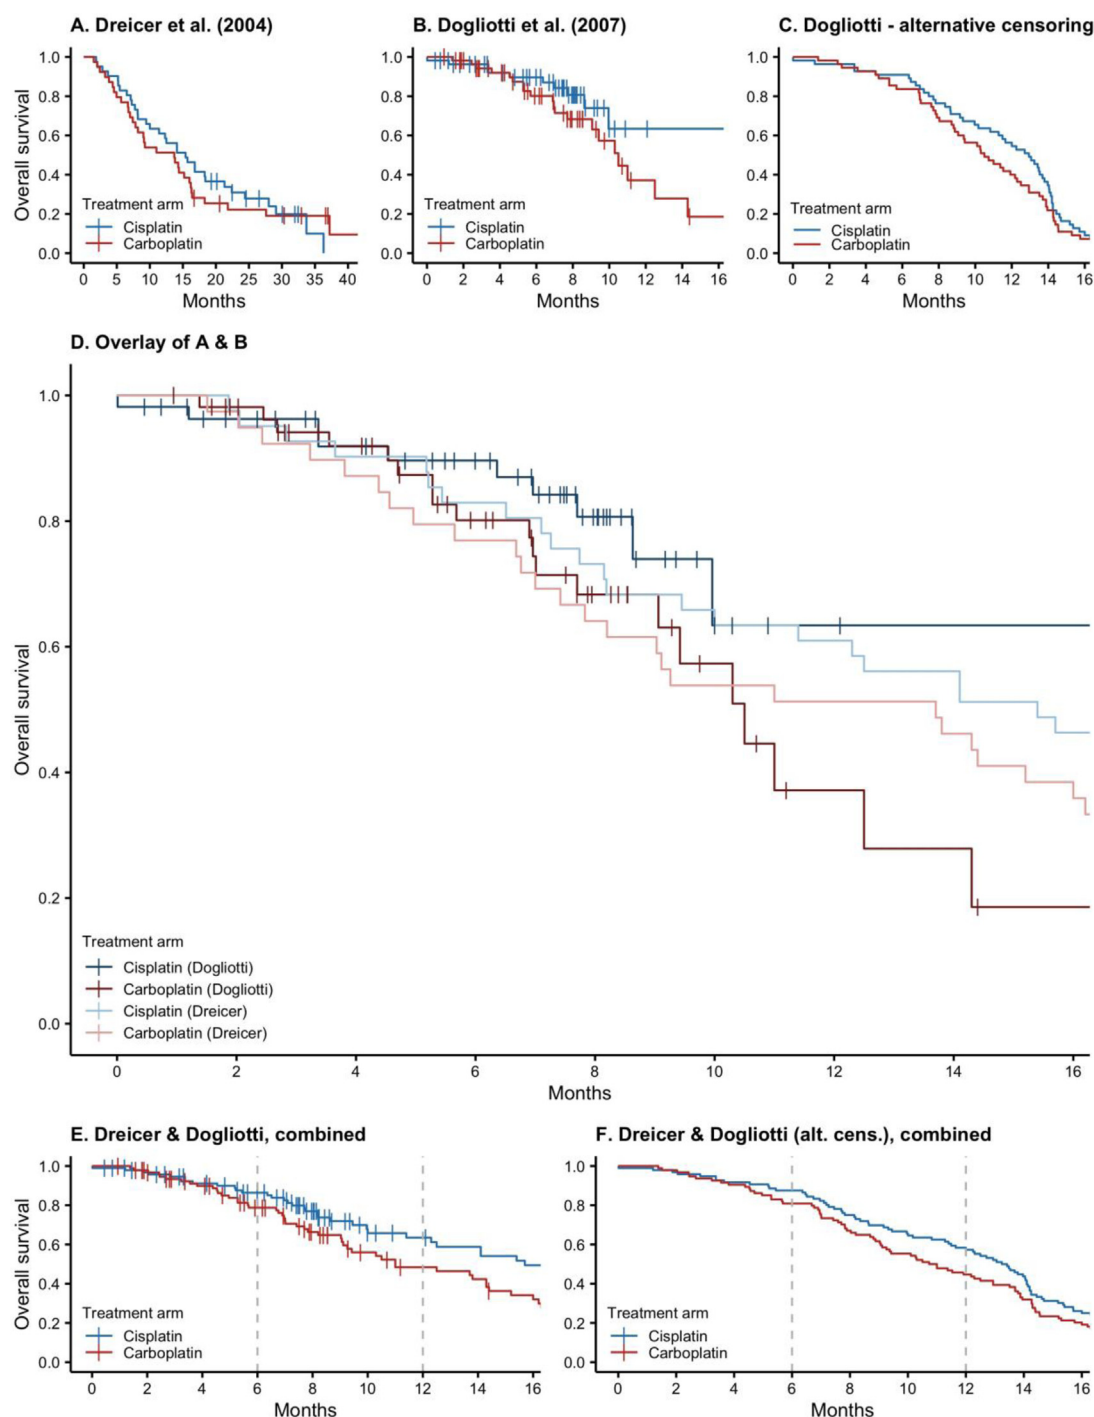 A. Dreicer et al. (2004)
B. Dogliotti et al. (2007)
C. Dogliotti - alternative censoring
Overall survival
1.0
0.8
0.6
0.4
0.2
0.0
Treatment arm
Cisplatin
Carboplatin
0 5 10 15 20 25 30 35 40
Months
1.0
0.8
0.6
0.4
0.2
0.0
Treatment arm
Cisplatin
Carboplatin
0 2 4 6 8 10 12 14 16
Months
1.0
0.8
0.6
0.4
0.2
0.0
Treatment arm
Cisplatin
Carboplatin
0 2 4 6 8 10 12 14 16
Months
D. Overlay of A & B
Overall survival
1.0
0.8
0.6
0.4
0.2
0.0
Treatment arm
Cisplatin (Dogliotti)
Carboplatin (Dogliotti)
Cisplatin (Dreicer)
Carboplatin (Dreicer)
0 2 4 6 8 10 12 14 16
Months
E. Dreicer & Dogliotti, combined
F. Dreicer & Dogliotti (alt. cens.), combined
Overall survival
1.0
0.8
0.6
0.4
0.2
0.0
Treatment arm
Cisplatin
Carboplatin
0 2 4 6 8 10 12 14 16
Months
1.0
0.8
0.6
0.4
0.2
0.0
Treatment arm
Cisplatin
Carboplatin
0 2 4 6 8 10 12 14 16
Months